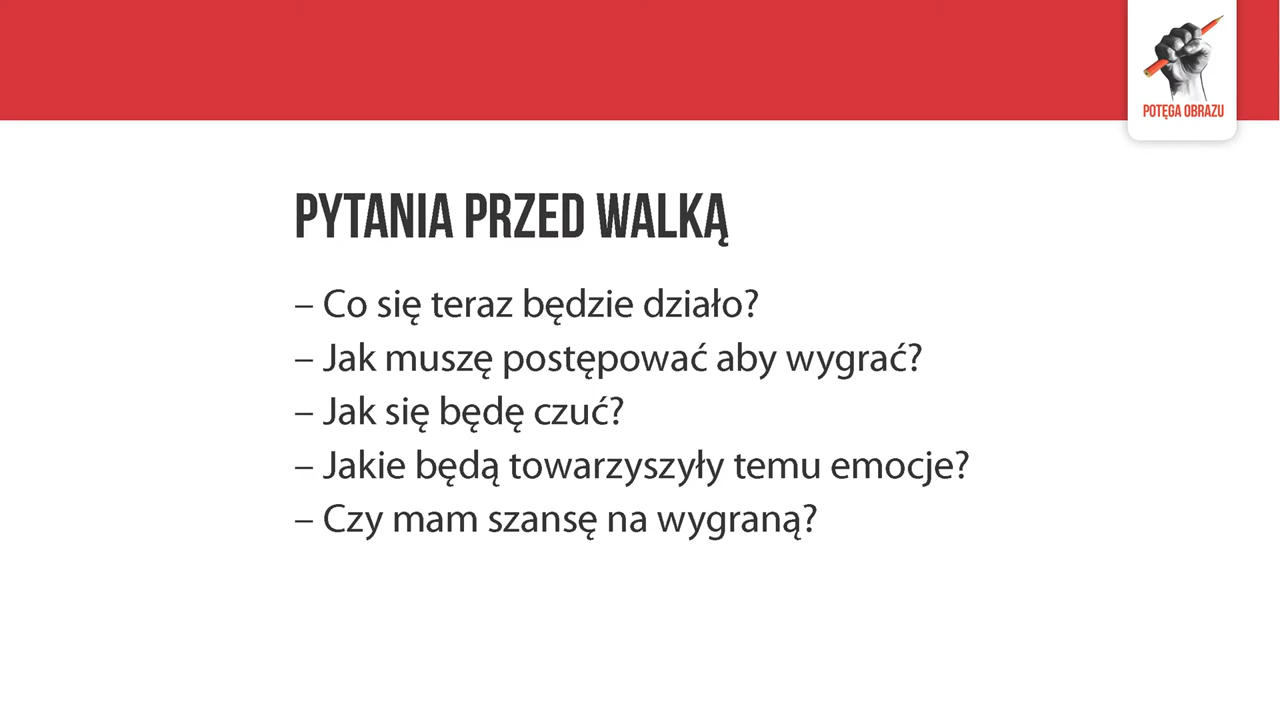 POTĘGA OBRAZU
PYTANIA PRZED WALKĄ
– Co się teraz będzie działo?
– Jak muszę postępować aby wygrać?
– Jak się będę czuć?
– Jakie będą towarzyszyły temu emocje?
– Czy mam szansę na wygraną?